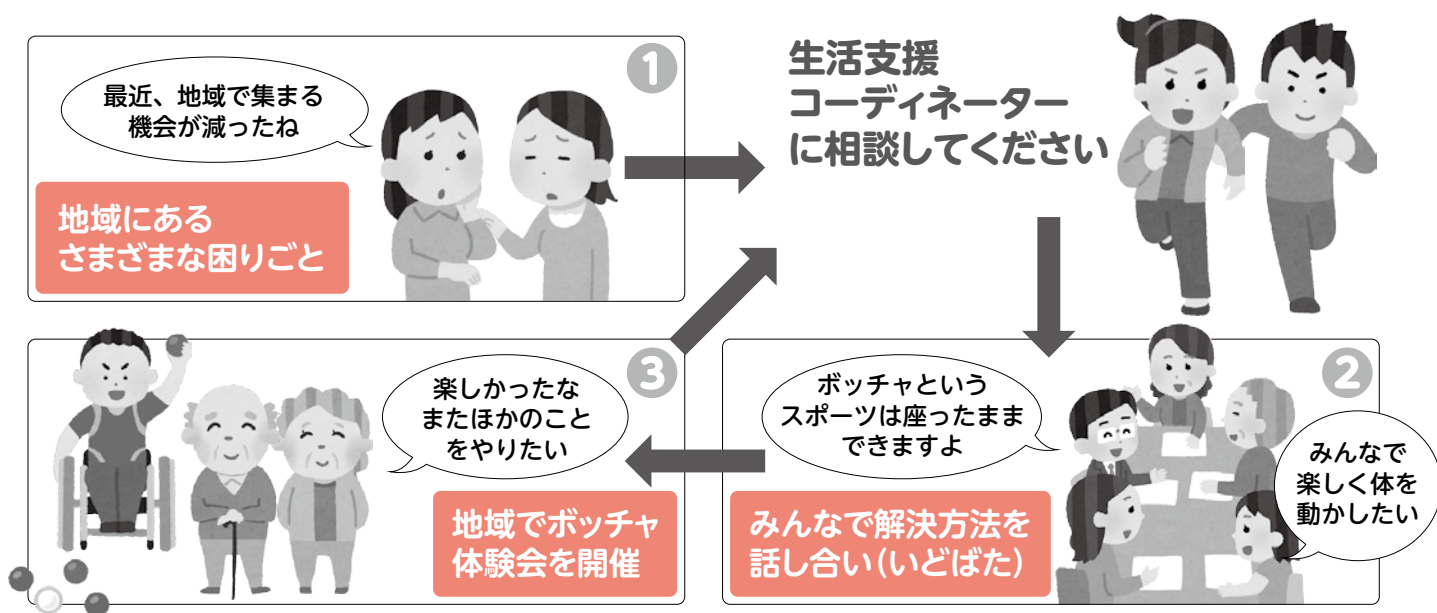 ①
最近、地域で集まる
機会が減ったね
地域にある
さまざまな困りごと
生活支援
コーディネーター
に相談してください
②
ボッチャという
スポーツは座ったまま
できますよ
みんなで
楽しく体を
動かしたい
みんなで解決方法を
話し合い(いどばた)
③
楽しかったな
またほかのこと
をやりたい
地域でボッチャ
体験会を開催